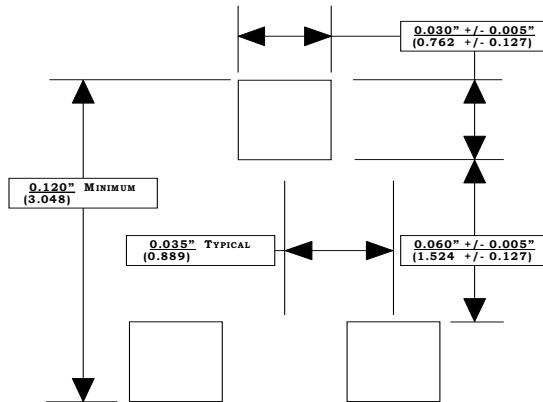 0.030" +/- 0.005"
(0.762 +/- 0.127)
0.120" MINIMUM
(3.048)
0.035" TYPICAL
(0.889)
0.060" +/- 0.005"
(1.524 +/- 0.127)